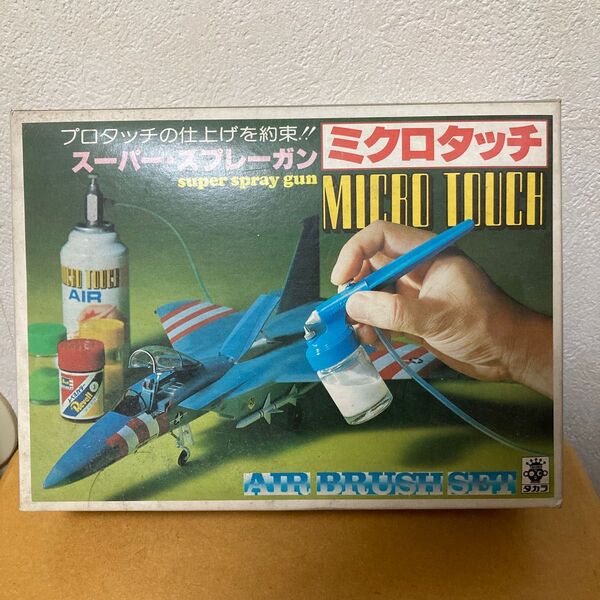 プロタッチの仕上げを約束!!
スーパー・スプレーガン
super spray gun
ミクロタッチ
MICRO TOUCH
MICRO TOUCH
AIR
Revell
AIR BRUSH SET
タカラ